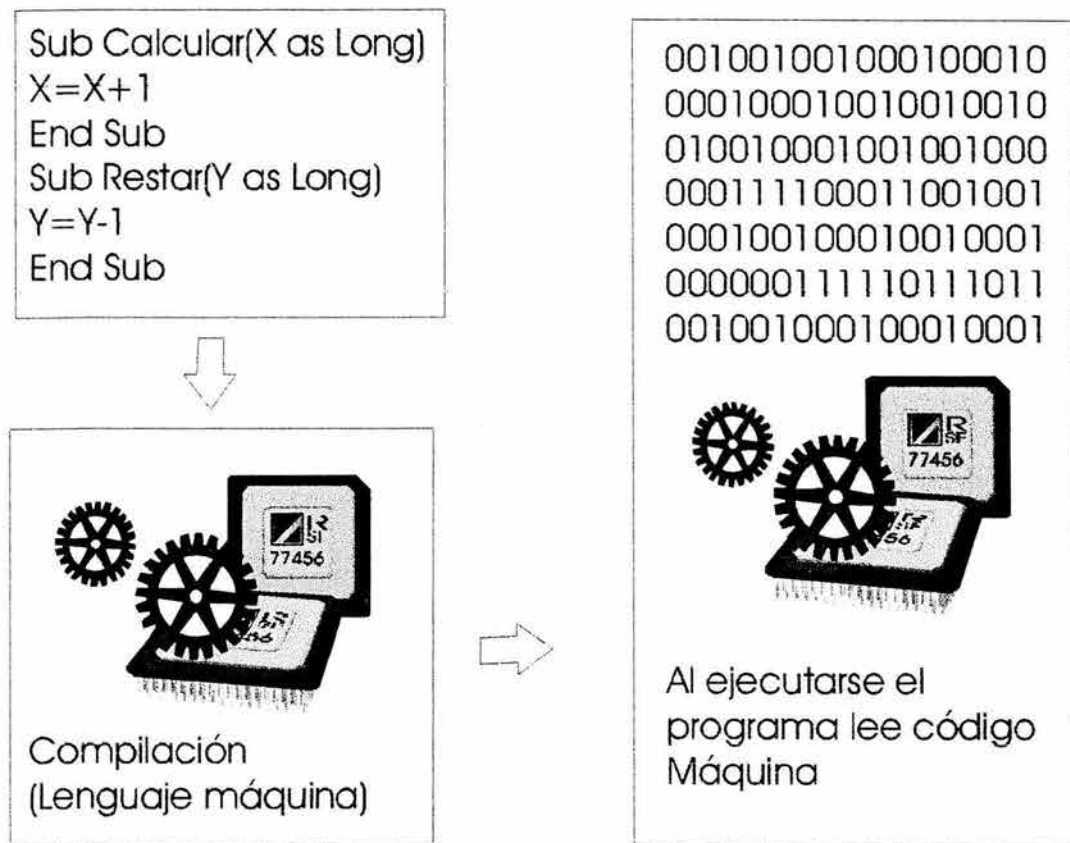 Sub Calcular(X as Long)
X=X+1
End Sub
Sub Restar(Y as Long)
Y=Y-1
End Sub
77456
Compilación
(Lenguaje máquina)
001001001000100010
000100010010010010
010010001001001000
000111100011001001
000100100010010001
000000111110111011
001001000100010001
77456
Al ejecutarse el
programa lee código
Máquina